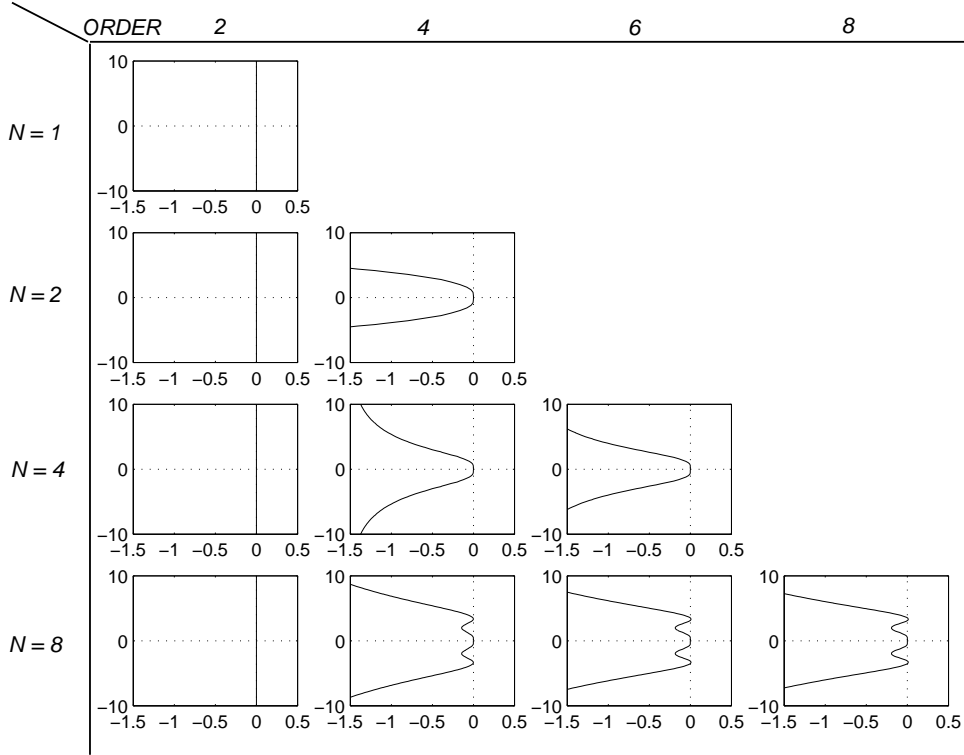 ORDER 2 4 6 8
10
N = 1 0
−10
−1.5 −1 −0.5 0 0.5
10 10
N = 2 0 0
−10 −10
−1.5 −1 −0.5 0 0.5 −1.5 −1 −0.5 0 0.5
10 10 10
N = 4 0 0 0
−10 −10 −10
−1.5 −1 −0.5 0 0.5 −1.5 −1 −0.5 0 0.5 −1.5 −1 −0.5 0 0.5
10 10 10 10
N = 8 0 0 0 0
−10 −10 −10 −10
−1.5 −1 −0.5 0 0.5 −1.5 −1 −0.5 0 0.5 −1.5 −1 −0.5 0 0.5 −1.5 −1 −0.5 0 0.5